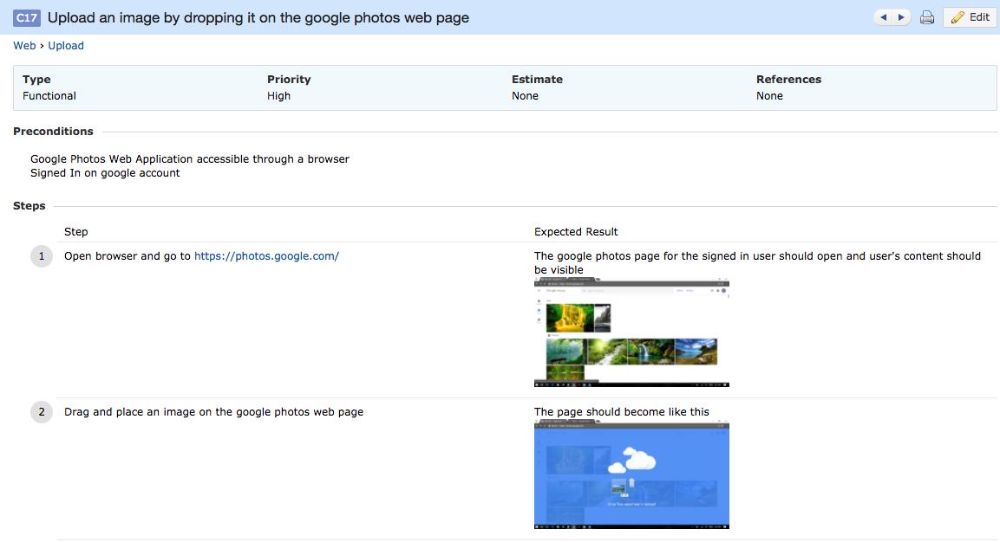 C17 Upload an image by dropping it on the google photos web page
Edit
Web › Upload
Type Priority Estimate References
Functional High None None
Preconditions
Google Photos Web Application accessible through a browser
Signed In on google account
Steps
Step Expected Result
1 Open browser and go to https://photos.google.com/ The google photos page for the signed in user should open and user's content should
be visible
2 Drag and place an image on the google photos web page The page should become like this